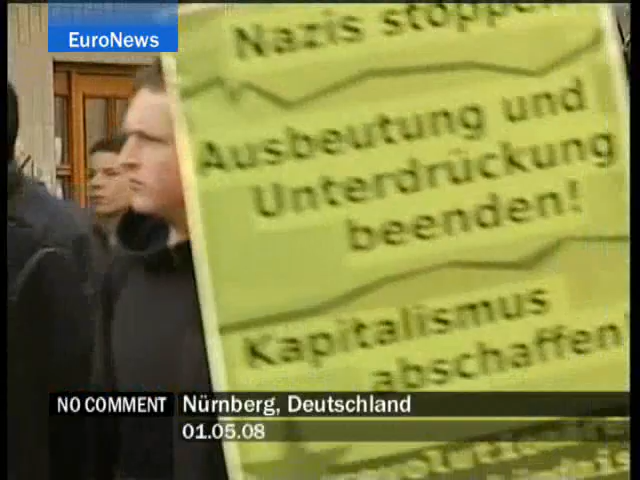 EuroNews
Nazis stoppen
Ausbeutung und
Unterdrückung
beenden!
Kapitalismus
abschaffen!
NO COMMENT
Nürnberg, Deutschland
01.05.08